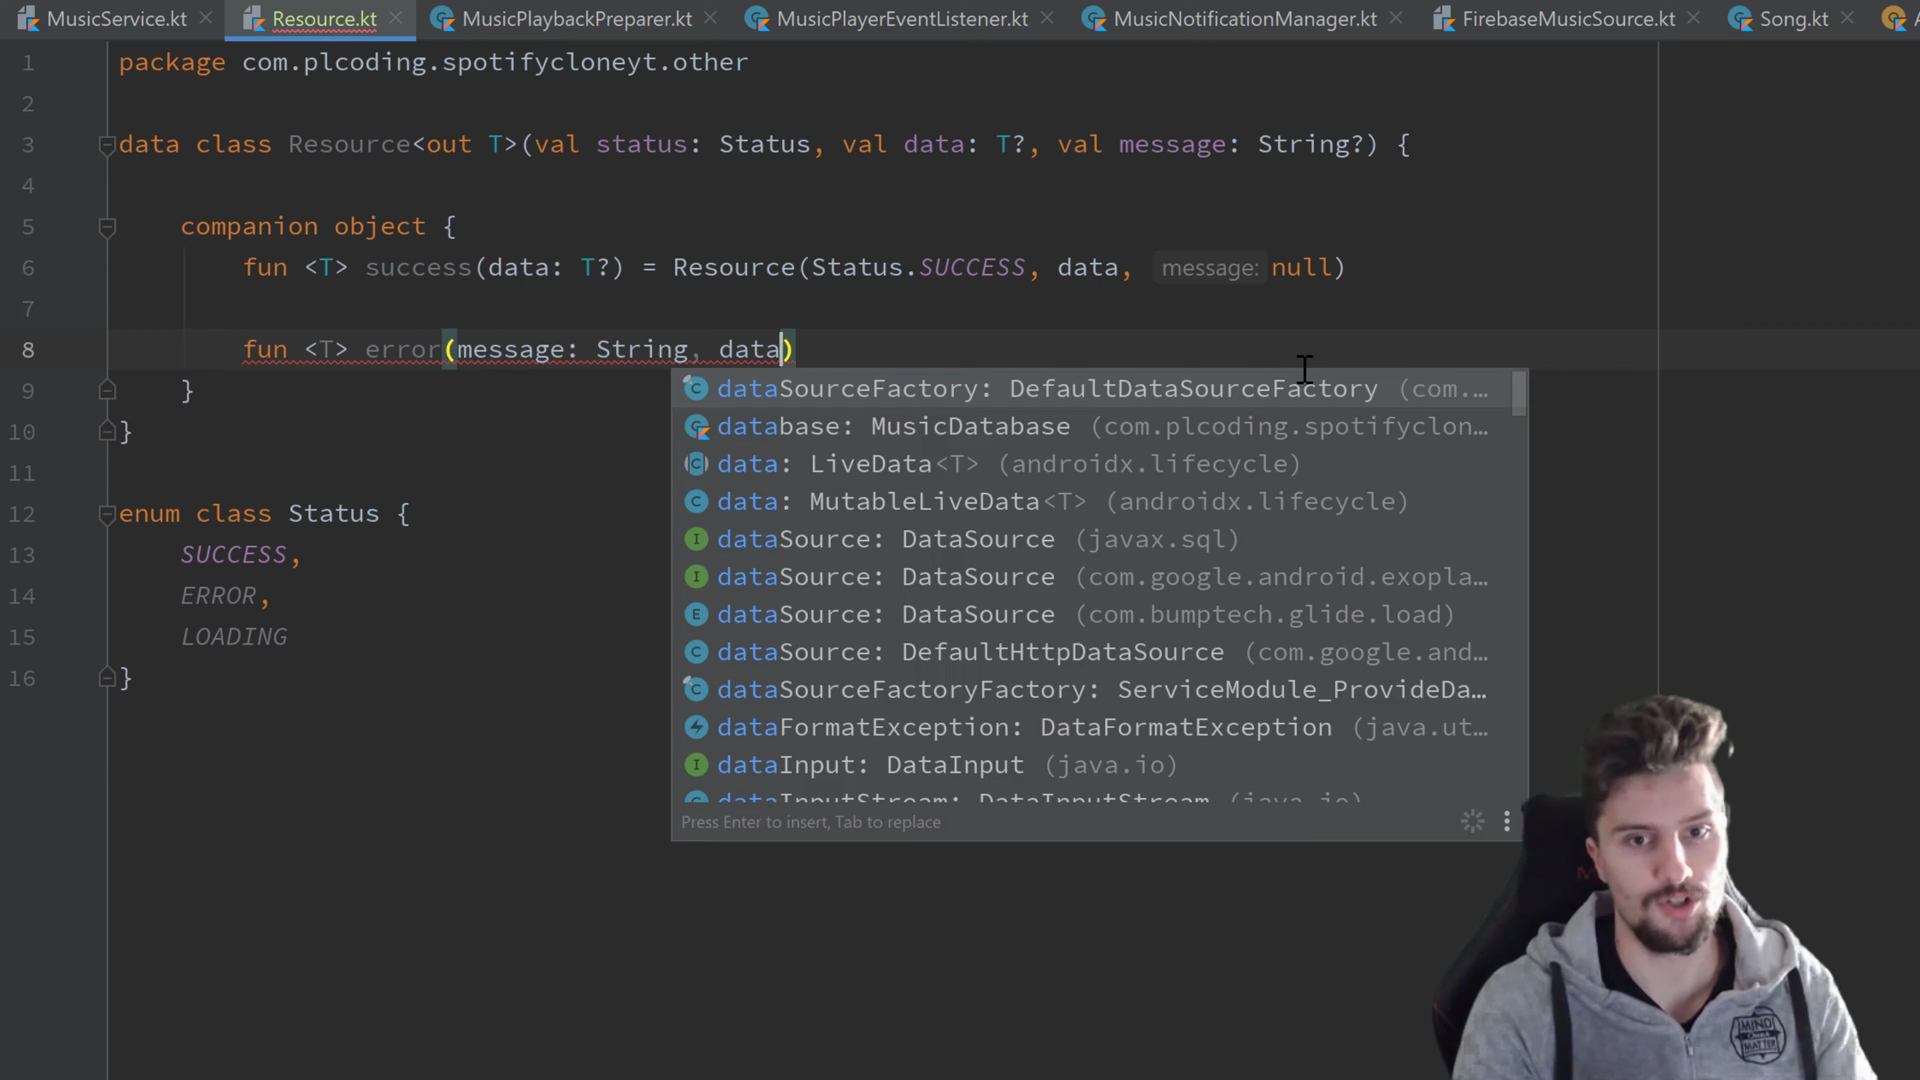 MusicService.kt
Resource.kt
MusicPlaybackPreparer.kt
MusicPlayerEventListener.kt
MusicNotificationManager.kt
FirebaseMusicSource.kt
Song.kt
1 package com.plcoding.spotifycloneyt.other
2
3 data class Resource<out T>(val status: Status, val data: T?, val message: String?) {
4
5 companion object {
6 fun <T> success(data: T?) = Resource(Status.SUCCESS, data, message: null)
7
8 fun <T> error(message: String, data)
9 }
10 }
11
12 enum class Status {
13 SUCCESS,
14 ERROR,
15 LOADING
16 }
dataSourceFactory: DefaultDataSourceFactory (com.…
database: MusicDatabase (com.plcoding.spotifyclon…
data: LiveData<T> (androidx.lifecycle)
data: MutableLiveData<T> (androidx.lifecycle)
dataSource: DataSource (javax.sql)
dataSource: DataSource (com.google.android.exopla…
dataSource: DataSource (com.bumptech.glide.load)
dataSource: DefaultHttpDataSource (com.google.and…
dataSourceFactoryFactory: ServiceModule_ProvideDa…
dataFormatException: DataFormatException (java.ut…
dataInput: DataInput (java.io)
dataInputStream: DataInputStream (java.io)
Press Enter to insert, Tab to replace
MIND
MATTER